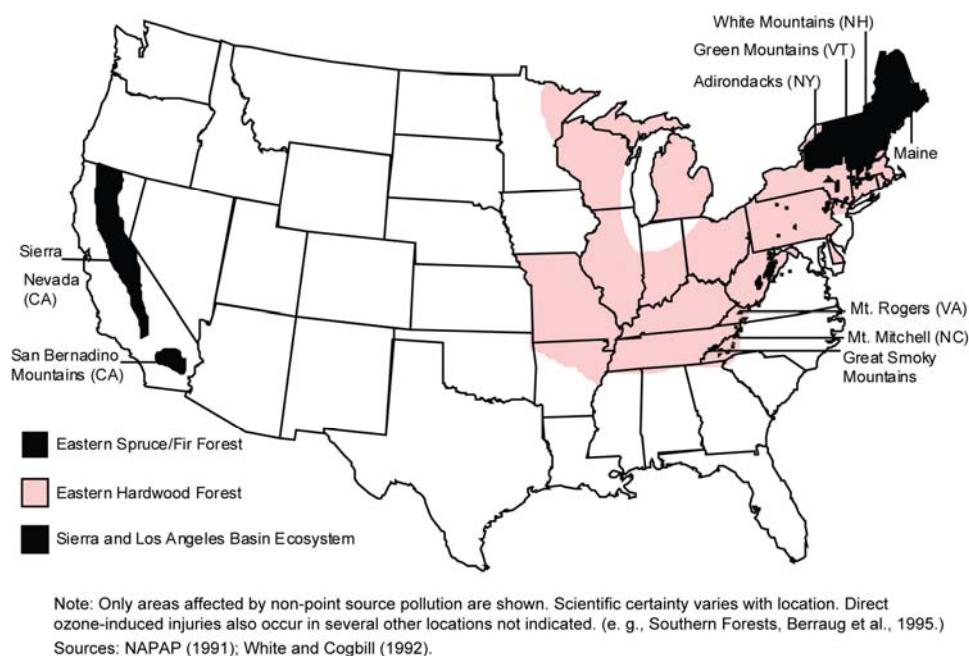 White Mountains (NH)
Green Mountains (VT)
Adirondacks (NY)
Maine
Sierra
Nevada
(CA)
San Bernadino
Mountains (CA)
Mt. Rogers (VA)
Mt. Mitchell (NC)
Great Smoky
Mountains
Eastern Spruce/Fir Forest
Eastern Hardwood Forest
Sierra and Los Angeles Basin Ecosystem
Note: Only areas affected by non-point source pollution are shown. Scientific certainty varies with location. Direct
ozone-induced injuries also occur in several other locations not indicated. (e. g., Southern Forests, Berraug et al., 1995.)
Sources: NAPAP (1991); White and Cogbill (1992).